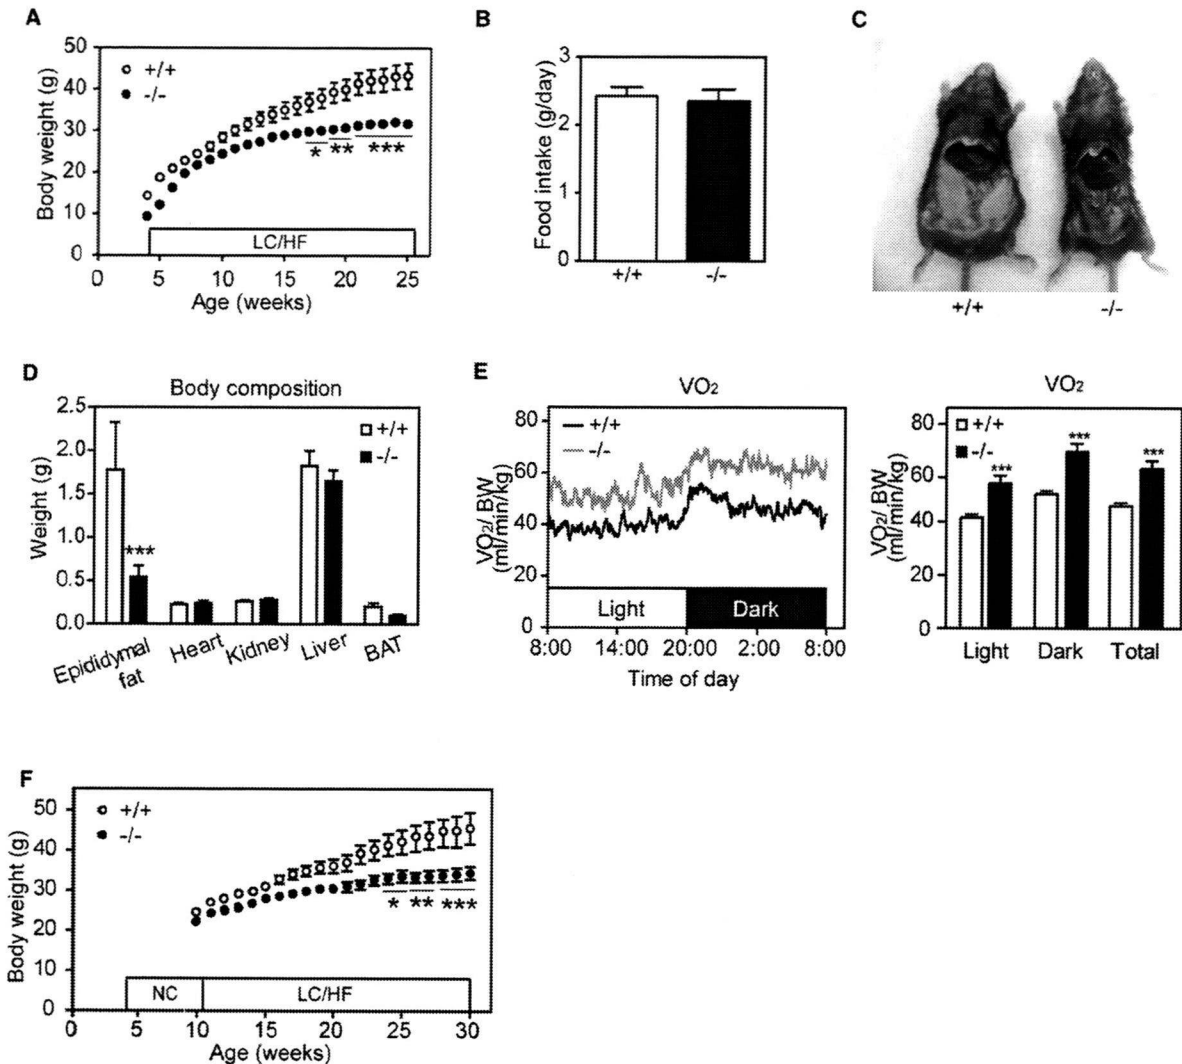 A
+/+
-/-
Body weight (g)
50
40
30
20
10
0
* ** ***
LC/HF
0 5 10 15 20 25
Age (weeks)
B
Food intake (g/day)
3
2
1
0
+/+ -/-
C
+/+ -/-
D
Body composition
Weight (g)
2.5
2.0
1.5
1.0
0.5
0.0
+/+
-/-
***
Epididymal fat
Heart
Kidney
Liver
BAT
E
VO2
VO2/ BW
(ml/min/kg)
80
60
40
20
0
+/+
-/-
Light Dark
8:00 14:00 20:00 2:00 8:00
Time of day
VO2
VO2/ BW
(ml/min/kg)
80
60
40
20
0
+/+
-/-
*** *** ***
Light Dark Total
F
+/+
-/-
Body weight (g)
50
40
30
20
10
0
* ** ***
NC LC/HF
0 5 10 15 20 25 30
Age (weeks)